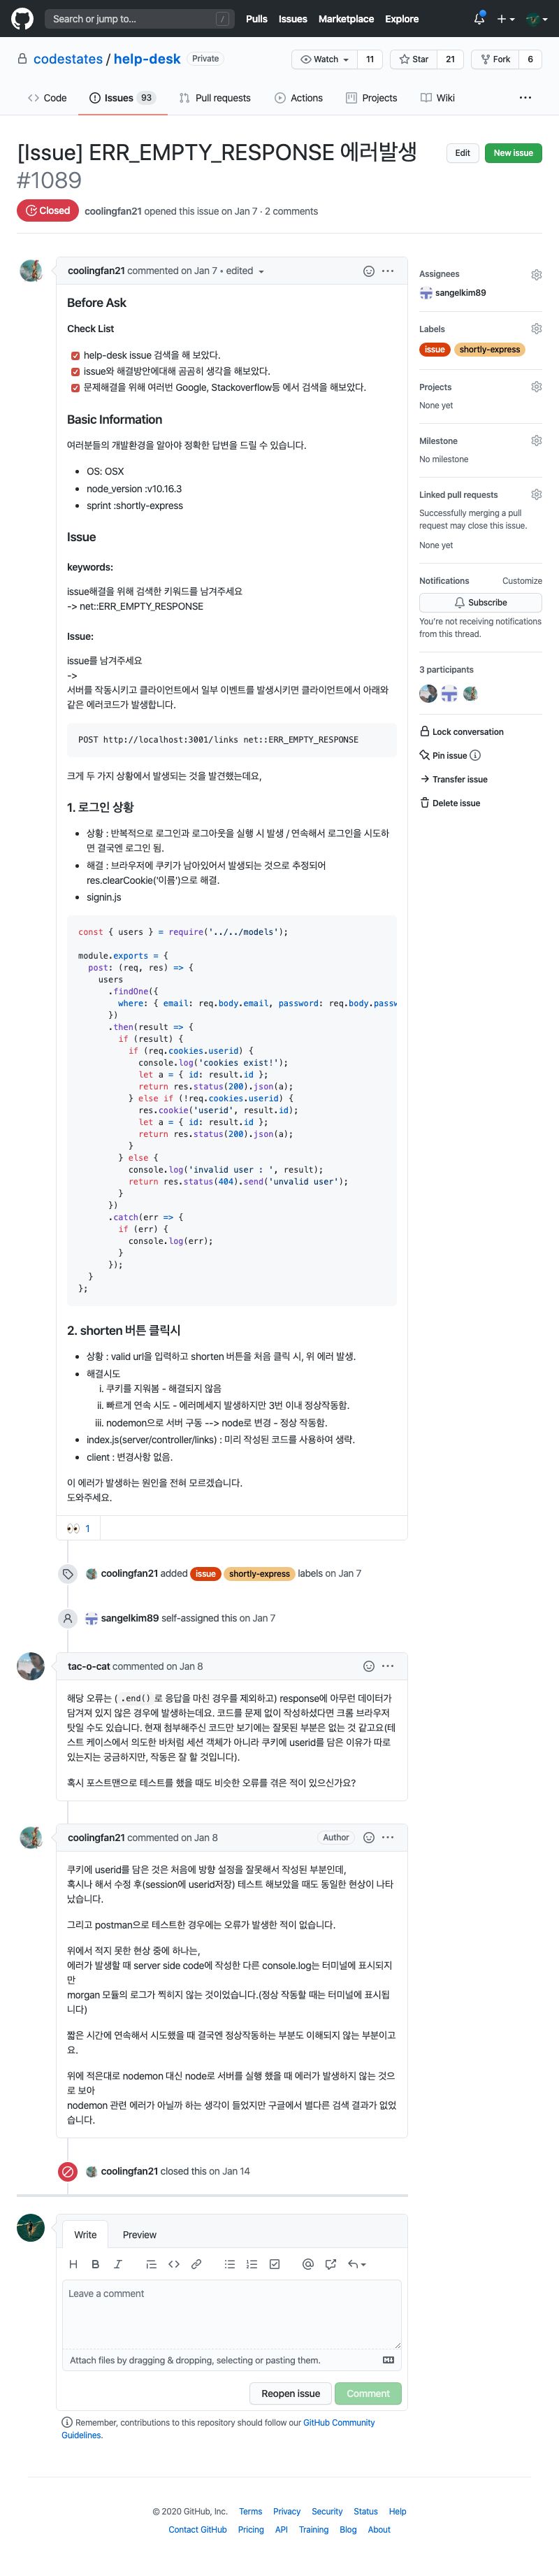 Search or jump to... /
Pulls Issues Marketplace Explore
codestates / help-desk Private
Watch 11 Star 21 Fork 6
Code Issues 93 Pull requests Actions Projects Wiki ...
[Issue] ERR_EMPTY_RESPONSE 에러발생
#1089
Edit New issue
Closed coolingfan21 opened this issue on Jan 7 · 2 comments
coolingfan21 commented on Jan 7 • edited
Before Ask
Check List
help-desk issue 검색을 해 보았다.
issue와 해결방안에대해 곰곰히 생각을 해보았다.
문제해결을 위해 여러번 Google, Stackoverflow등 에서 검색을 해보았다.
Basic Information
여러분들의 개발환경을 알아야 정확한 답변을 드릴 수 있습니다.
• OS: OSX
• node_version :v10.16.3
• sprint :shortly-express
Issue
keywords:
issue해결을 위해 검색한 키워드를 남겨주세요
-> net::ERR_EMPTY_RESPONSE
Issue:
issue를 남겨주세요
->
서버를 작동시키고 클라이언트에서 일부 이벤트를 발생시키면 클라이언트에서 아래와
같은 에러코드가 발생합니다.
POST http://localhost:3001/links net::ERR_EMPTY_RESPONSE
크게 두 가지 상황에서 발생되는 것을 발견했는데요,
1. 로그인 상황
• 상황 : 반복적으로 로그인과 로그아웃을 실행 시 발생 / 연속해서 로그인을 시도하
면 결국엔 로그인 됨.
• 해결 : 브라우저에 쿠키가 남아있어서 발생되는 것으로 추정되어
res.clearCookie('이름')으로 해결.
• signin.js
const { users } = require('../../models');
module.exports = {
post: (req, res) => {
users
.findOne({
where: { email: req.body.email, password: req.body.passw
})
.then(result => {
if (result) {
if (req.cookies.userid) {
console.log('cookies exist!');
let a = { id: result.id };
return res.status(200).json(a);
} else if (!req.cookies.userid) {
res.cookie('userid', result.id);
let a = { id: result.id };
return res.status(200).json(a);
}
} else {
console.log('invalid user : ', result);
return res.status(404).send('unvalid user');
}
})
.catch(err => {
if (err) {
console.log(err);
}
});
}
};
2. shorten 버튼 클릭시
• 상황 : valid url을 입력하고 shorten 버튼을 처음 클릭 시, 위 에러 발생.
• 해결시도
i. 쿠키를 지워봄 - 해결되지 않음
ii. 빠르게 연속 시도 - 에러메세지 발생하지만 3번 이내 정상작동함.
iii. nodemon으로 서버 구동 --> node로 변경 - 정상 작동함.
• index.js(server/controller/links) : 미리 작성된 코드를 사용하여 생략.
• client : 변경사항 없음.
이 에러가 발생하는 원인을 전혀 모르겠습니다.
도와주세요.
👀 1
coolingfan21 added issue shortly-express labels on Jan 7
sangelkim89 self-assigned this on Jan 7
tac-o-cat commented on Jan 8
해당 오류는 ( .end() 로 응답을 마친 경우를 제외하고) response에 아무런 데이터가
담겨져 있지 않은 경우에 발생하는데요. 코드를 문제 없이 작성하셨다면 크롬 브라우저
탓일 수도 있습니다. 현재 첨부해주신 코드만 보기에는 잘못된 부분은 없는 것 같고요(테
스트 케이스에서 의도한 바처럼 세션 객체가 아니라 쿠키에 userid를 담은 이유가 따로
있는지는 궁금하지만, 작동은 잘 할 것입니다).
혹시 포스트맨으로 테스트를 했을 때도 비슷한 오류를 겪은 적이 있으신가요?
coolingfan21 commented on Jan 8 Author
쿠키에 userid를 담은 것은 처음에 방향 설정을 잘못해서 작성된 부분인데,
혹시나 해서 수정 후(session에 userid저장) 테스트 해보았을 때도 동일한 현상이 나타
났습니다.
그리고 postman으로 테스트한 경우에는 오류가 발생한 적이 없습니다.
위에서 적지 못한 현상 중에 하나는,
에러가 발생할 때 server side code에 작성한 다른 console.log는 터미널에 표시되지
만
morgan 모듈의 로그가 찍히지 않는 것이었습니다.(정상 작동할 때는 터미널에 표시됩
니다)
짧은 시간에 연속해서 시도했을 때 결국엔 정상작동하는 부분도 이해되지 않는 부분이고
요.
위에 적은대로 nodemon 대신 node로 서버를 실행 했을 때 에러가 발생하지 않는 것으
로 보아
nodemon 관련 에러가 아닐까 하는 생각이 들었지만 구글에서 별다른 검색 결과가 없었
습니다.
coolingfan21 closed this on Jan 14
Write Preview
Leave a comment
Attach files by dragging & dropping, selecting or pasting them.
Reopen issue Comment
Remember, contributions to this repository should follow our GitHub Community
Guidelines.
Assignees
sangelkim89
Labels
issue shortly-express
Projects
None yet
Milestone
No milestone
Linked pull requests
Successfully merging a pull
request may close this issue.
None yet
Notifications Customize
Subscribe
You're not receiving notifications
from this thread.
3 participants
Lock conversation
Pin issue
Transfer issue
Delete issue
© 2020 GitHub, Inc. Terms Privacy Security Status Help
Contact GitHub Pricing API Training Blog About